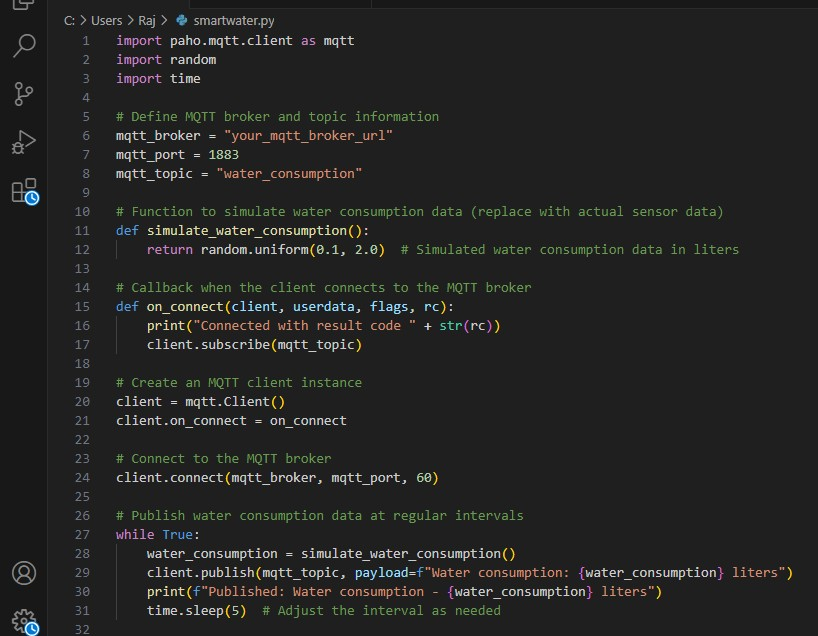 C: > Users > Raj > smartwater.py
1 import paho.mqtt.client as mqtt
2 import random
3 import time
4
5 # Define MQTT broker and topic information
6 mqtt_broker = "your_mqtt_broker_url"
7 mqtt_port = 1883
8 mqtt_topic = "water_consumption"
9
10 # Function to simulate water consumption data (replace with actual sensor data)
11 def simulate_water_consumption():
12     return random.uniform(0.1, 2.0)  # Simulated water consumption data in liters
13
14 # Callback when the client connects to the MQTT broker
15 def on_connect(client, userdata, flags, rc):
16     print("Connected with result code " + str(rc))
17     client.subscribe(mqtt_topic)
18
19 # Create an MQTT client instance
20 client = mqtt.Client()
21 client.on_connect = on_connect
22
23 # Connect to the MQTT broker
24 client.connect(mqtt_broker, mqtt_port, 60)
25
26 # Publish water consumption data at regular intervals
27 while True:
28     water_consumption = simulate_water_consumption()
29     client.publish(mqtt_topic, payload=f"Water consumption: {water_consumption} liters")
30     print(f"Published: Water consumption - {water_consumption} liters")
31     time.sleep(5)  # Adjust the interval as needed
32